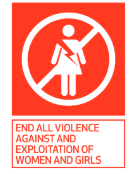 END ALL VIOLENCE
AGAINST AND
EXPLOITATION OF
WOMEN AND GIRLS